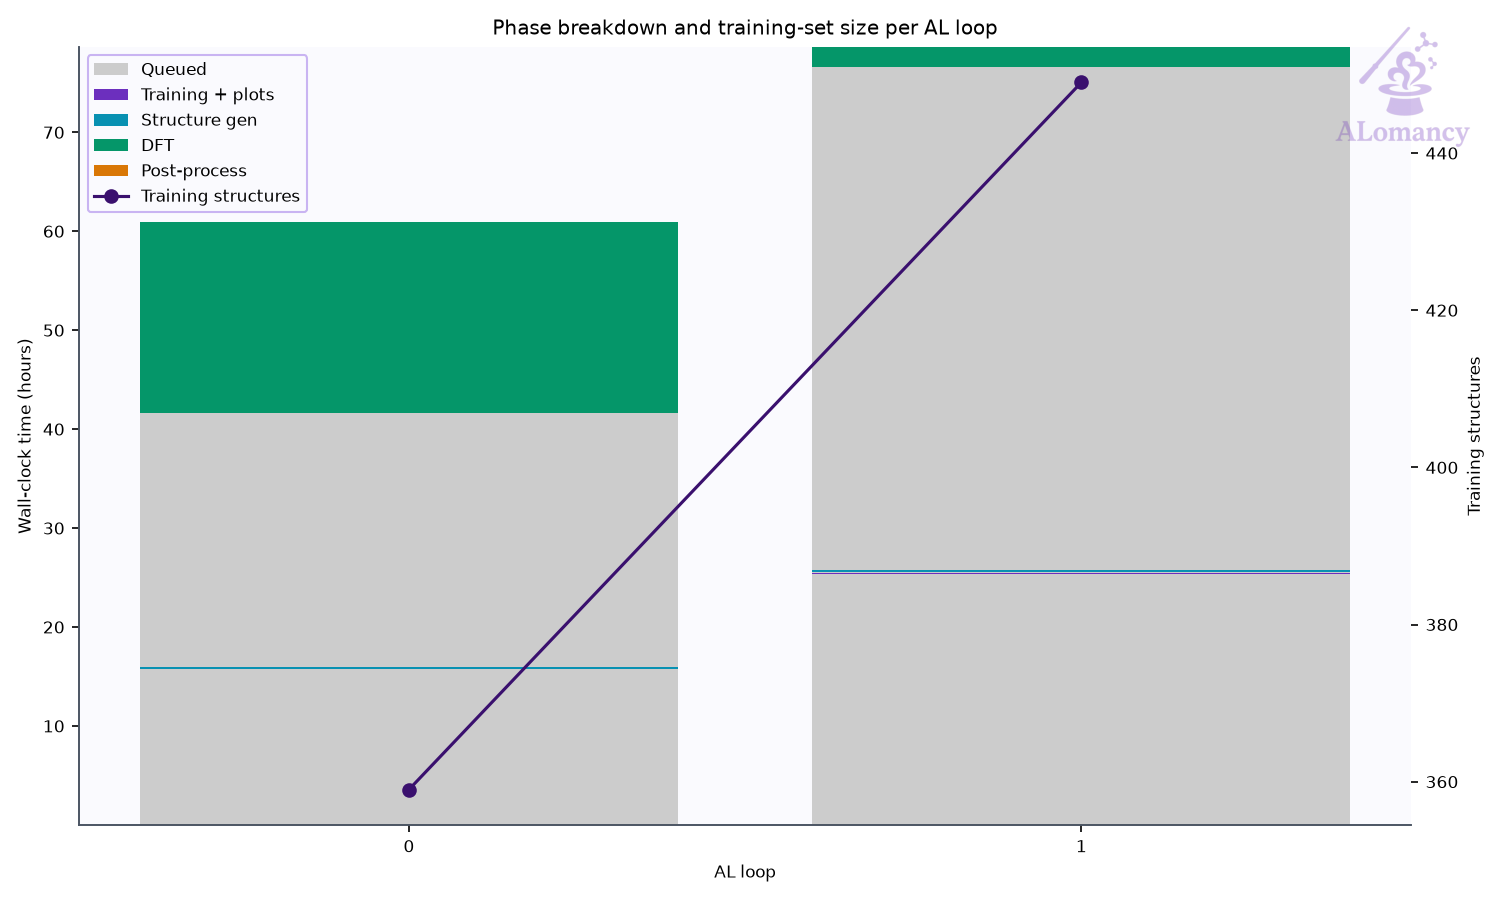 Phase breakdown and training-set size per AL loop
ALomancy
Queued
Training + plots
Structure gen
DFT
Post-process
Training structures
Wall-clock time (hours)
70
60
50
40
30
20
10
440
420
400
380
360
Training structures
0
1
AL loop